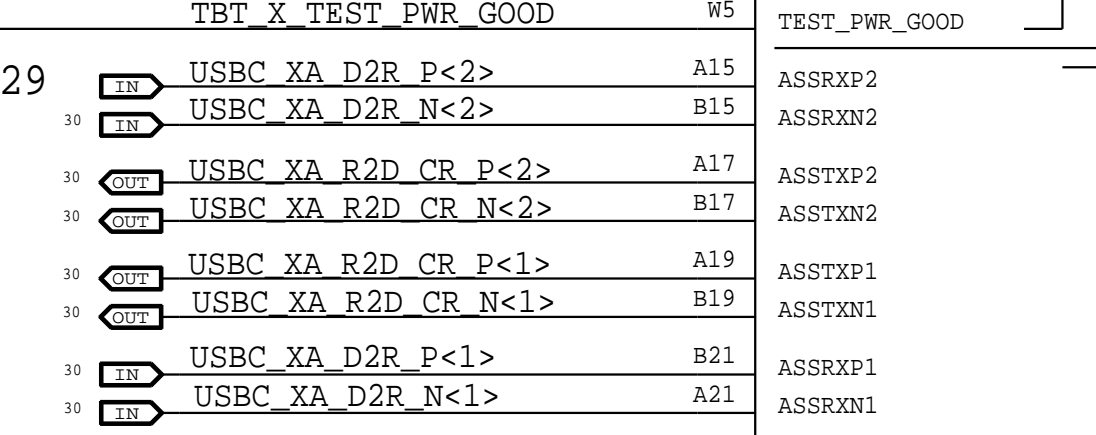 TBT_X_TEST_PWR_GOOD W5 TEST_PWR_GOOD
29 IN USBC_XA_D2R_P<2> A15 ASSRXP2
30 IN USBC_XA_D2R_N<2> B15 ASSRXN2
30 OUT USBC_XA_R2D_CR_P<2> A17 ASSTXP2
30 OUT USBC_XA_R2D_CR_N<2> B17 ASSTXN2
30 OUT USBC_XA_R2D_CR_P<1> A19 ASSTXP1
30 OUT USBC_XA_R2D_CR_N<1> B19 ASSTXN1
30 IN USBC_XA_D2R_P<1> B21 ASSRXP1
30 IN USBC_XA_D2R_N<1> A21 ASSRXN1